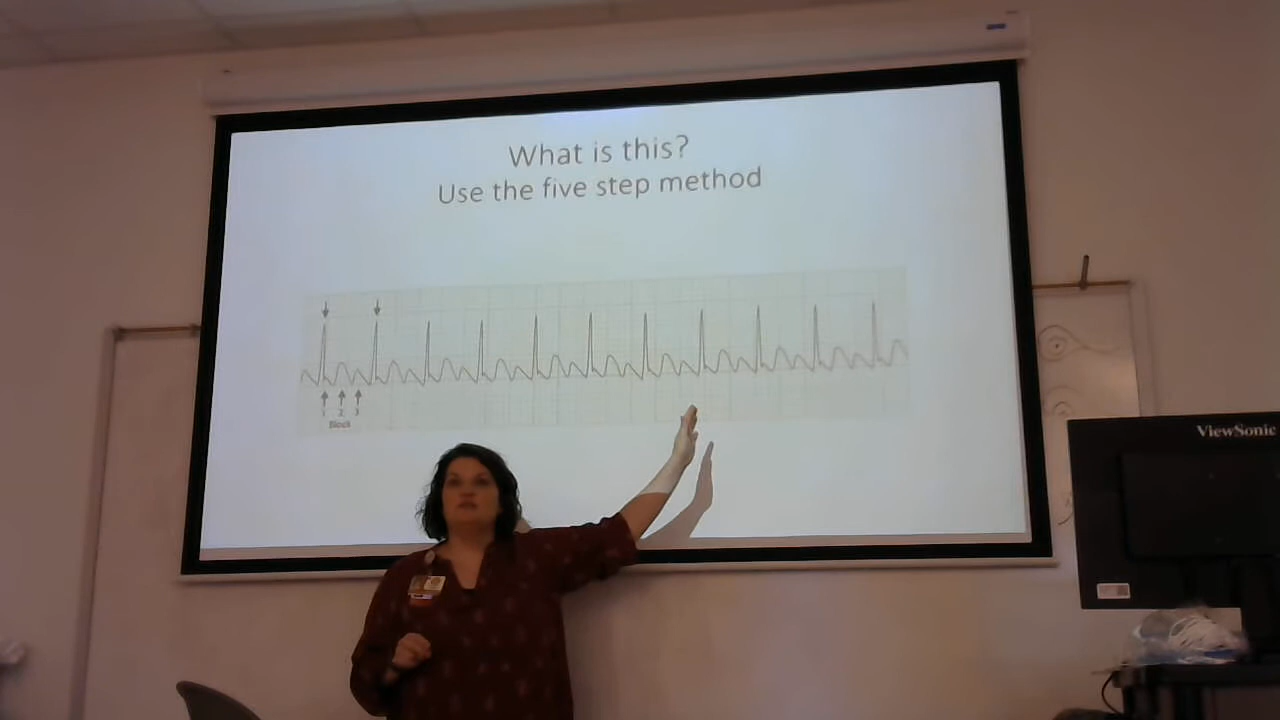 What is this?
Use the five step method
1 2 3
Block
ViewSonic